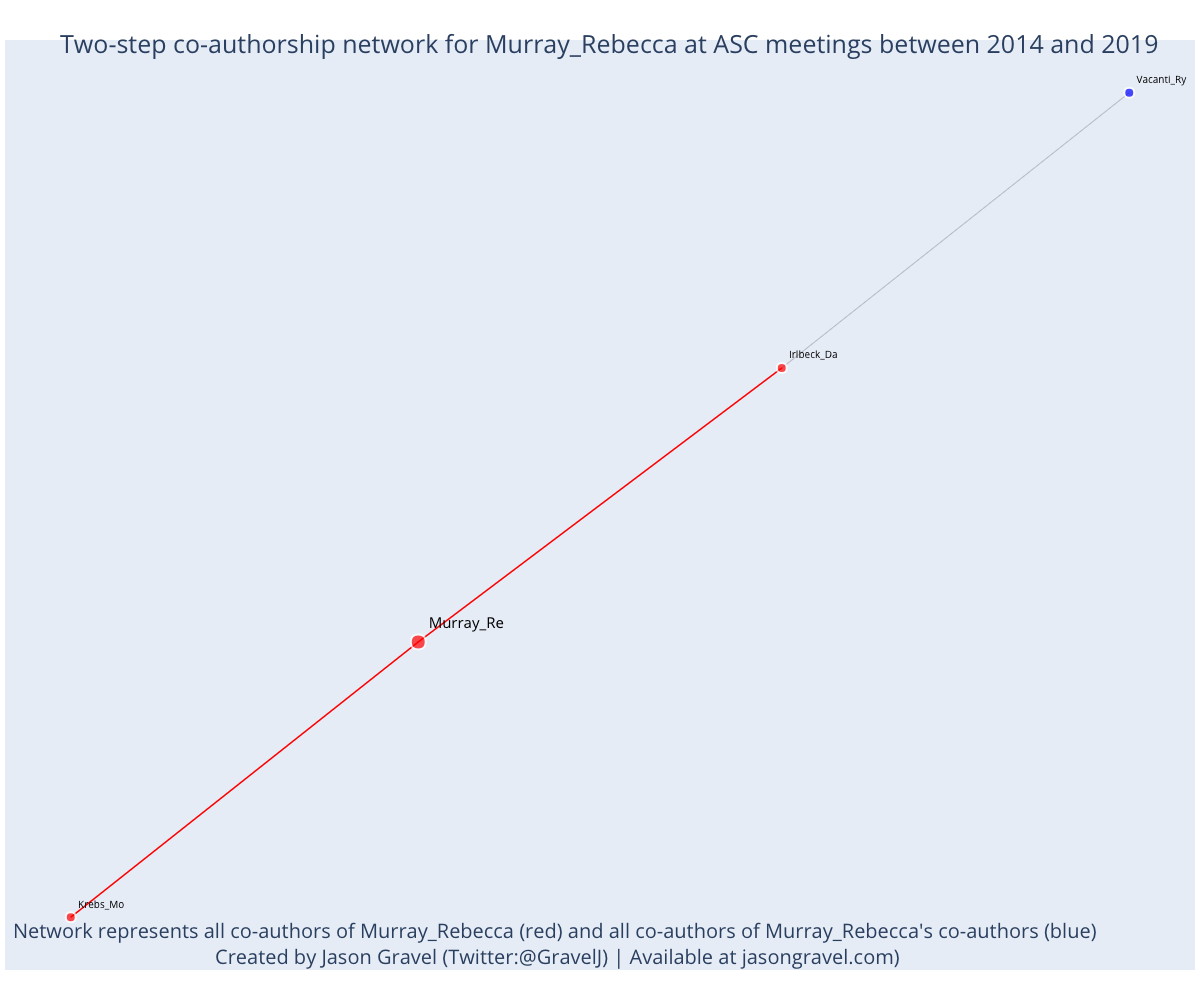 Two-step co-authorship network for Murray_Rebecca at ASC meetings between 2014 and 2019
Vacanti_Ry
Irlbeck_Da
Murray_Re
Krebs_Mo
Network represents all co-authors of Murray_Rebecca (red) and all co-authors of Murray_Rebecca's co-authors (blue)
Created by Jason Gravel (Twitter:@GravelJ) | Available at jasongravel.com)